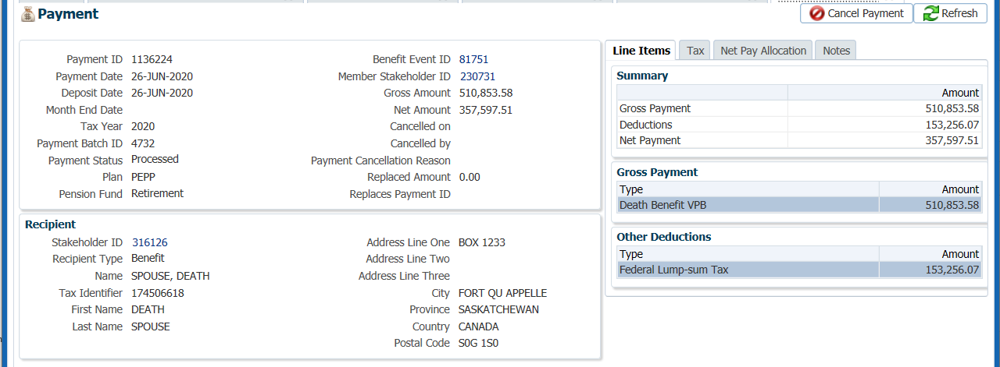 Payment
Cancel Payment Refresh
Payment ID 1136224
Payment Date 26-JUN-2020
Deposit Date 26-JUN-2020
Month End Date
Tax Year 2020
Payment Batch ID 4732
Payment Status Processed
Plan PEPP
Pension Fund Retirement
Benefit Event ID 81751
Member Stakeholder ID 230731
Gross Amount 510,853.58
Net Amount 357,597.51
Cancelled on
Cancelled by
Payment Cancellation Reason
Replaced Amount 0.00
Replaces Payment ID
Recipient
Stakeholder ID 316126
Recipient Type Benefit
Name SPOUSE, DEATH
Tax Identifier 174506618
First Name DEATH
Last Name SPOUSE
Address Line One BOX 1233
Address Line Two
Address Line Three
City FORT QU APPELLE
Province SASKATCHEWAN
Country CANADA
Postal Code S0G 1S0
Line Items Tax Net Pay Allocation Notes
Summary
Amount
Gross Payment 510,853.58
Deductions 153,256.07
Net Payment 357,597.51
Gross Payment
Type Amount
Death Benefit VPB 510,853.58
Other Deductions
Type Amount
Federal Lump-sum Tax 153,256.07